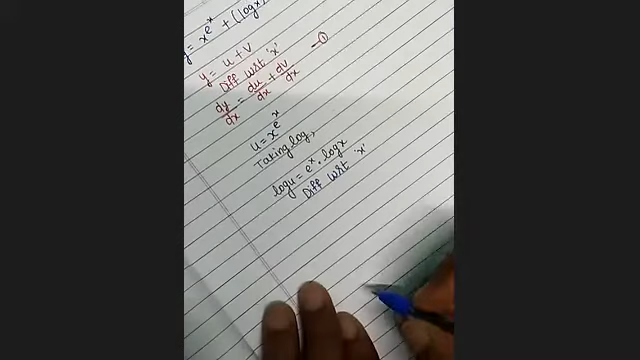 y = x^e^x + (log x)
y = u + v
Diff wrt 'x'
dy/dx = du/dx + dv/dx —①
u = x^e^x
Taking log,
log u = e^x · log x
Diff wrt 'x'